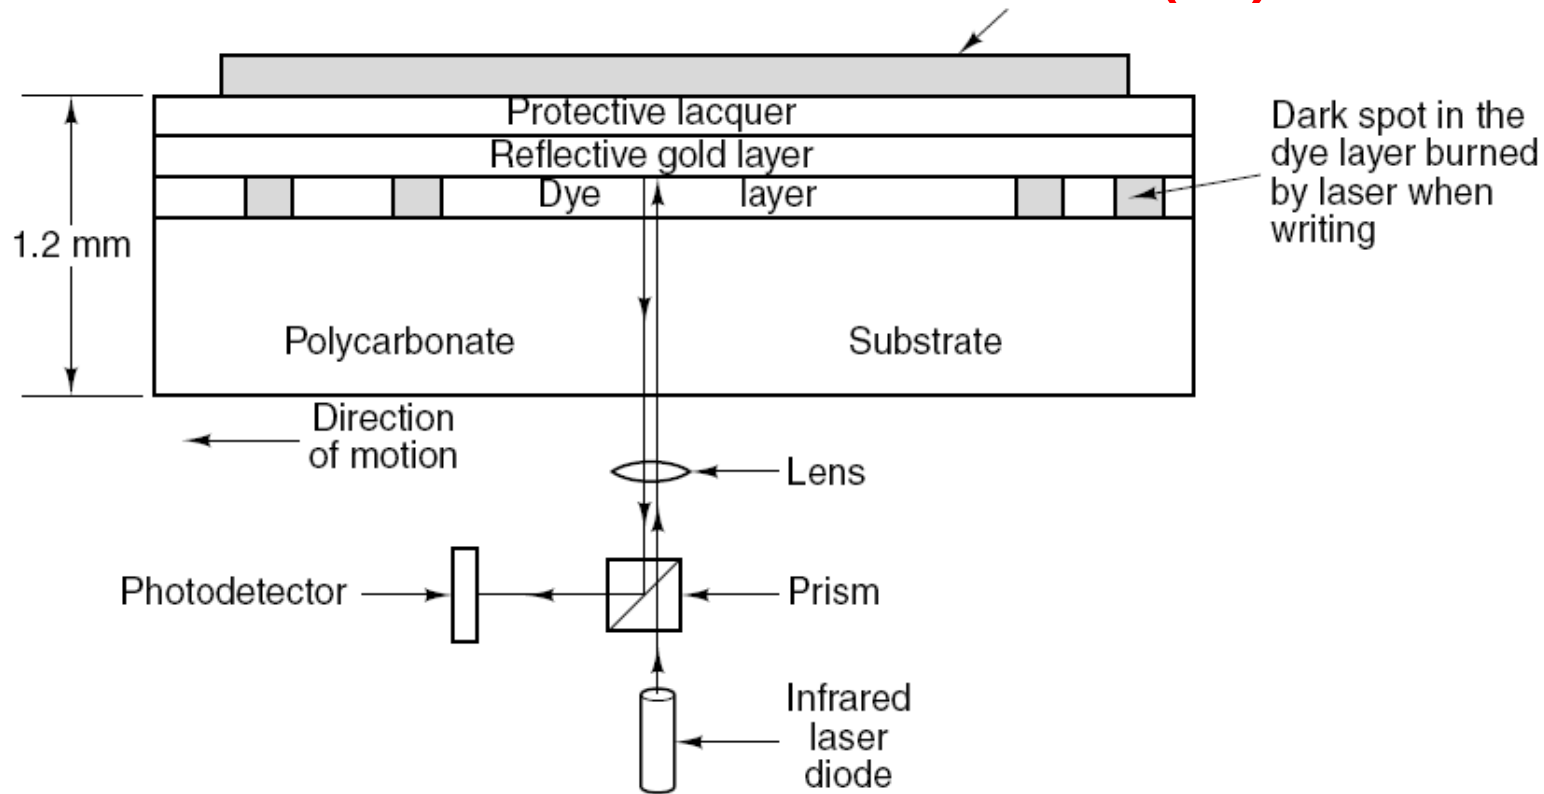 Protective lacquer
Reflective gold layer
Dye layer
Dark spot in the
dye layer burned
by laser when
writing
1.2 mm
Polycarbonate Substrate
Direction
of motion
Lens
Photodetector
Prism
Infrared
laser
diode